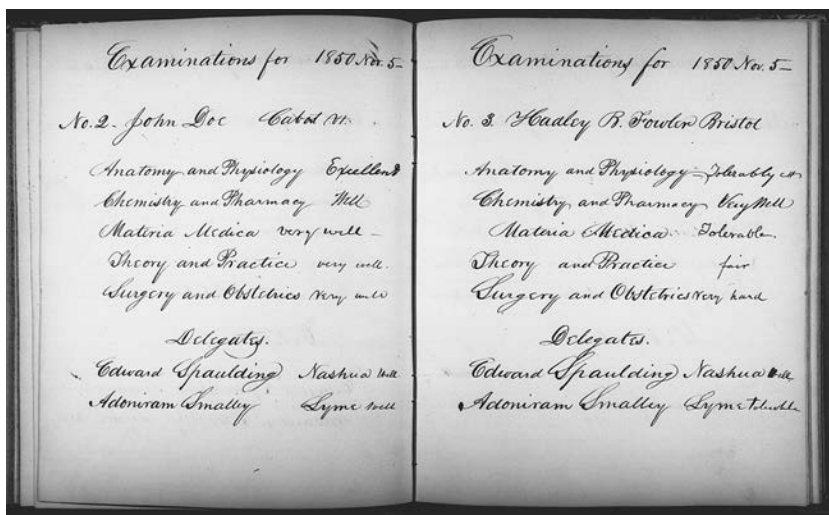 Examinations for 1850 Nov. 5-
No. 2. John Doe Cabot Vt.
Anatomy and Physiology Excellent
Chemistry and Pharmacy Well
Materia Medica very well -
Theory and Practice very well.
Surgery and Obstetrics very well
Delegates.
Edward Spaulding Nashua Well
Adoniram Smalley Lyme well
Examinations for 1850 Nov. 5-
No. 3. Hadley B. Fowler Bristol
Anatomy and Physiology - Tolerably
Chemistry and Pharmacy Very Well
Materia Medica Tolerable.
Theory and Practice fair
Surgery and Obstetrics Very hard
Delegates.
Edward Spaulding Nashua Well
Adoniram Smalley Lyme